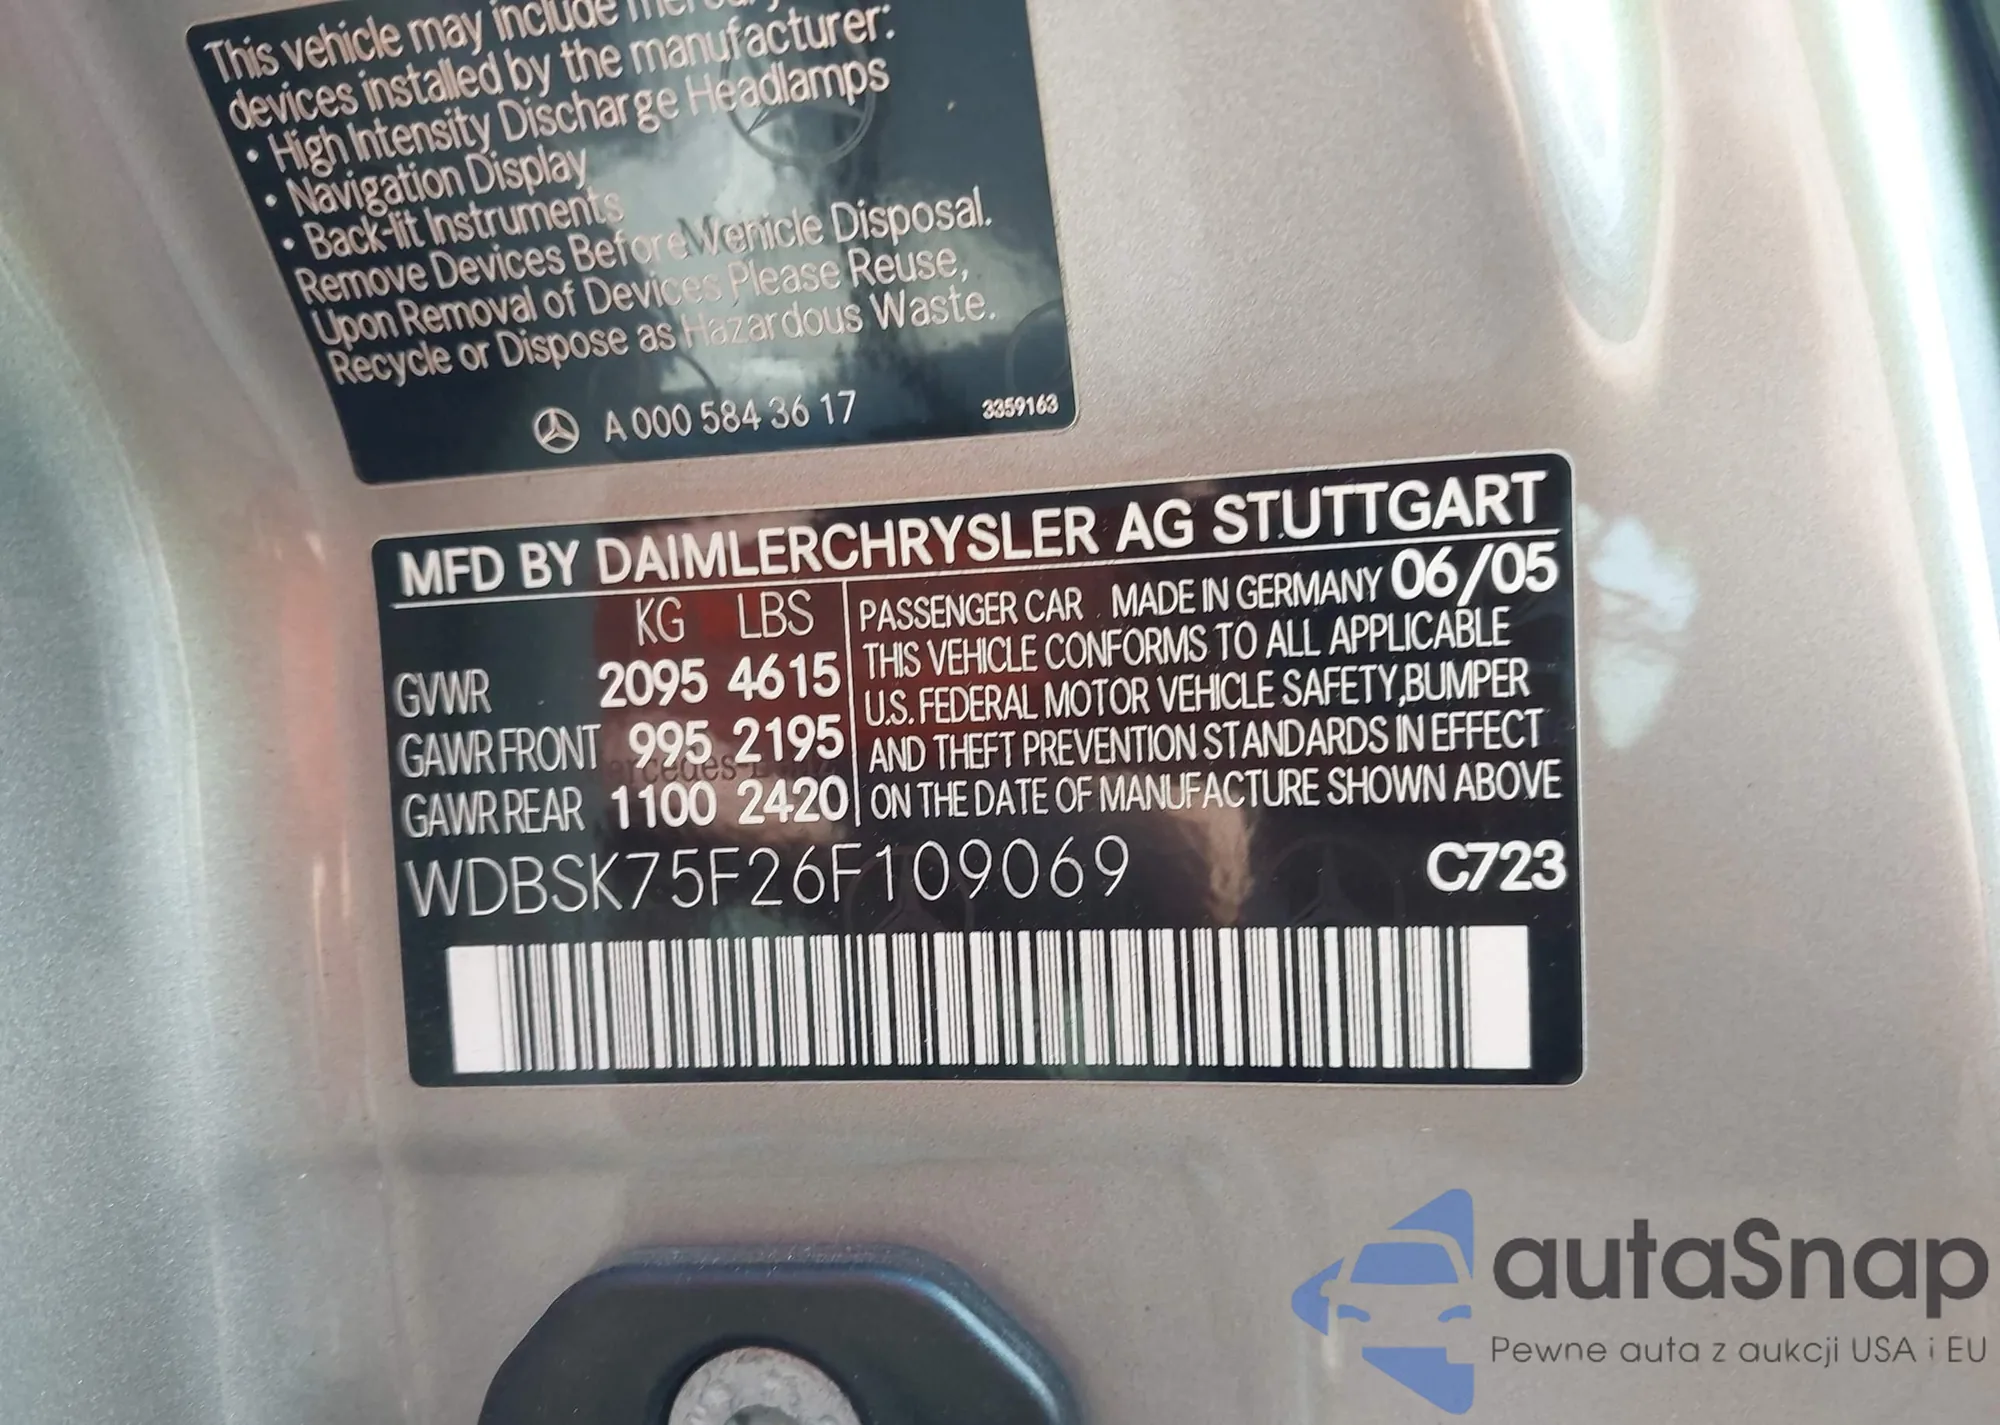 This vehicle may include mercury
devices installed by the manufacturer:
• High Intensity Discharge Headlamps
• Navigation Display
• Back-lit Instruments
Remove Devices Before Vehicle Disposal.
Upon Removal of Devices Please Reuse,
Recycle or Dispose as Hazardous Waste.
A 000 584 36 17
3359163
MFD BY DAIMLERCHRYSLER AG STUTTGART
KG LBS
GVWR 2095 4615
GAWR FRONT 995 2195
GAWR REAR 1100 2420
PASSENGER CAR MADE IN GERMANY 06/05
THIS VEHICLE CONFORMS TO ALL APPLICABLE
U.S. FEDERAL MOTOR VEHICLE SAFETY,BUMPER
AND THEFT PREVENTION STANDARDS IN EFFECT
ON THE DATE OF MANUFACTURE SHOWN ABOVE
WDBSK75F26F109069
C723
autaSnap
Pewne auta z aukcji USA i EU